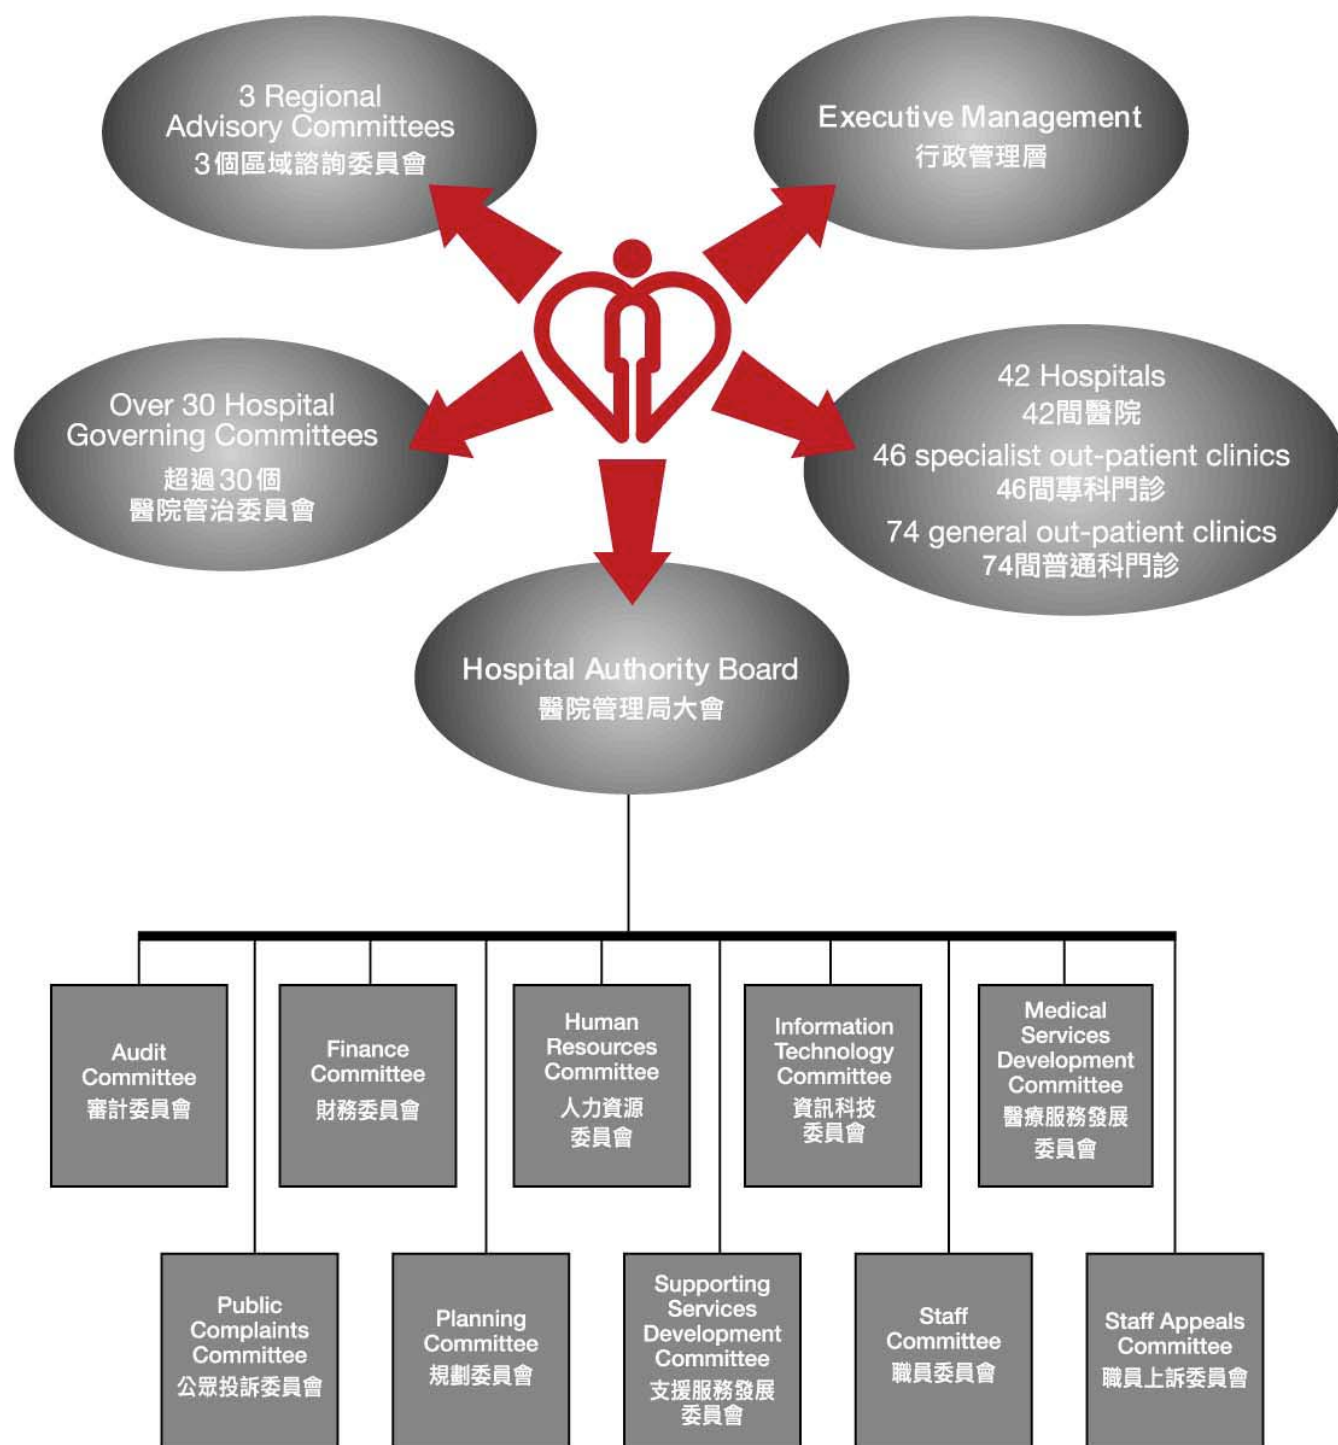 3 Regional
Advisory Committees
3個區域諮詢委員會
Executive Management
行政管理層
Over 30 Hospital
Governing Committees
超過30個
醫院管治委員會
42 Hospitals
42間醫院
46 specialist out-patient clinics
46間專科門診
74 general out-patient clinics
74間普通科門診
Hospital Authority Board
醫院管理局大會
Audit
Committee
審計委員會
Finance
Committee
財務委員會
Human
Resources
Committee
人力資源
委員會
Information
Technology
Committee
資訊科技
委員會
Medical
Services
Development
Committee
醫療服務發展
委員會
Public
Complaints
Committee
公眾投訴委員會
Planning
Committee
規劃委員會
Supporting
Services
Development
Committee
支援服務發展
委員會
Staff
Committee
職員委員會
Staff Appeals
Committee
職員上訴委員會